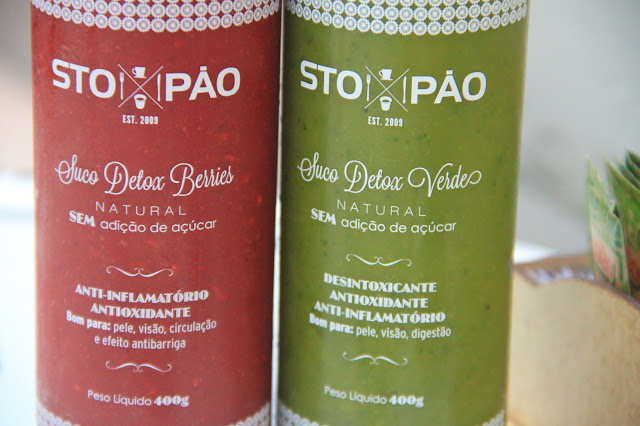 STO PÃO
EST. 2009
Suco Detox Berries
NATURAL
SEM adição de açúcar
ANTI-INFLAMATÓRIO
ANTIOXIDANTE
Bom para: pele, visão, circulação
e efeito antibarriga
Peso Líquido 400g
STO PÃO
EST. 2009
Suco Detox Verde
NATURAL
SEM adição de açúcar
DESINTOXICANTE
ANTIOXIDANTE
ANTI-INFLAMATÓRIO
Bom para: pele, visão, digestão
Peso Líquido 400g